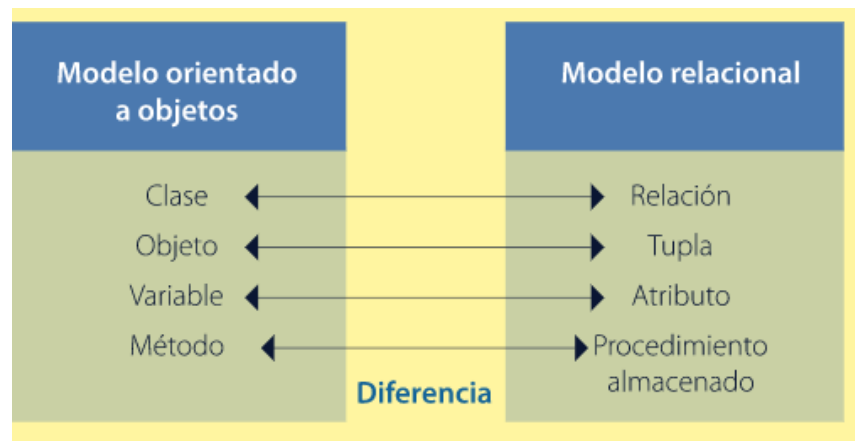 Modelo orientado
a objetos
Modelo relacional
Clase
Relación
Objeto
Tupla
Variable
Atributo
Método
Procedimiento
almacenado
Diferencia